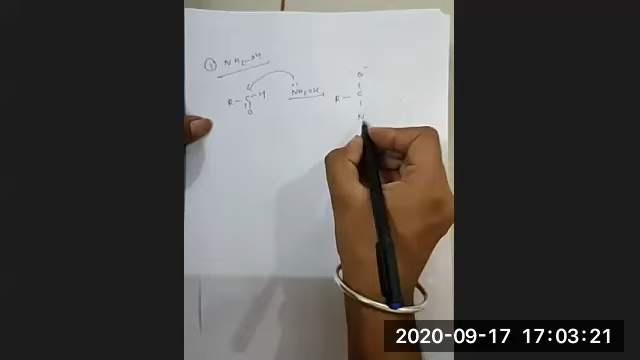 ① NH2-OH
R - C - H
O
NH2OH
O-
R - C
N
2020-09-17 17:03:21